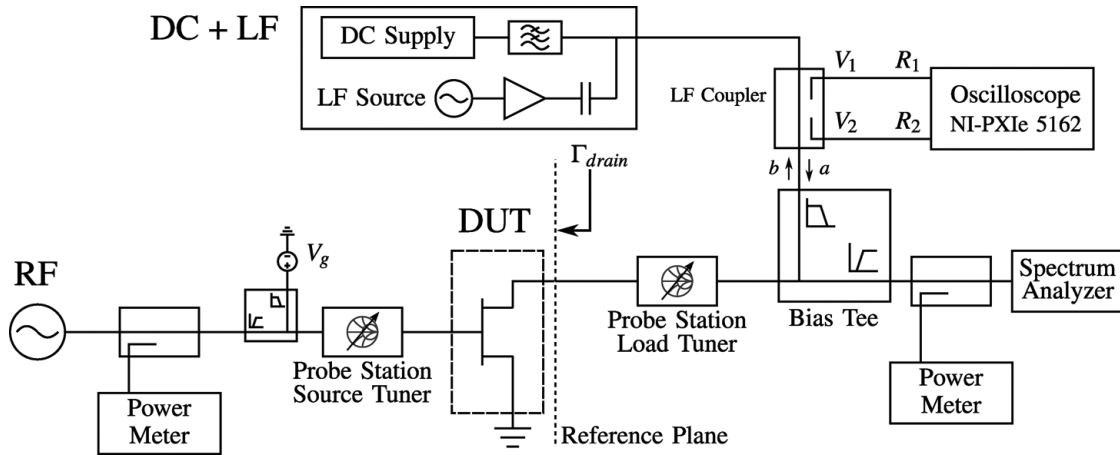 DC + LF
DC Supply
LF Source
LF Coupler
V1
R1
V2
R2
Oscilloscope
NI-PXIe 5162
b
a
Γdrain
DUT
Vg
RF
Probe Station
Source Tuner
Power
Meter
Reference Plane
Probe Station
Load Tuner
Bias Tee
Spectrum
Analyzer
Power
Meter